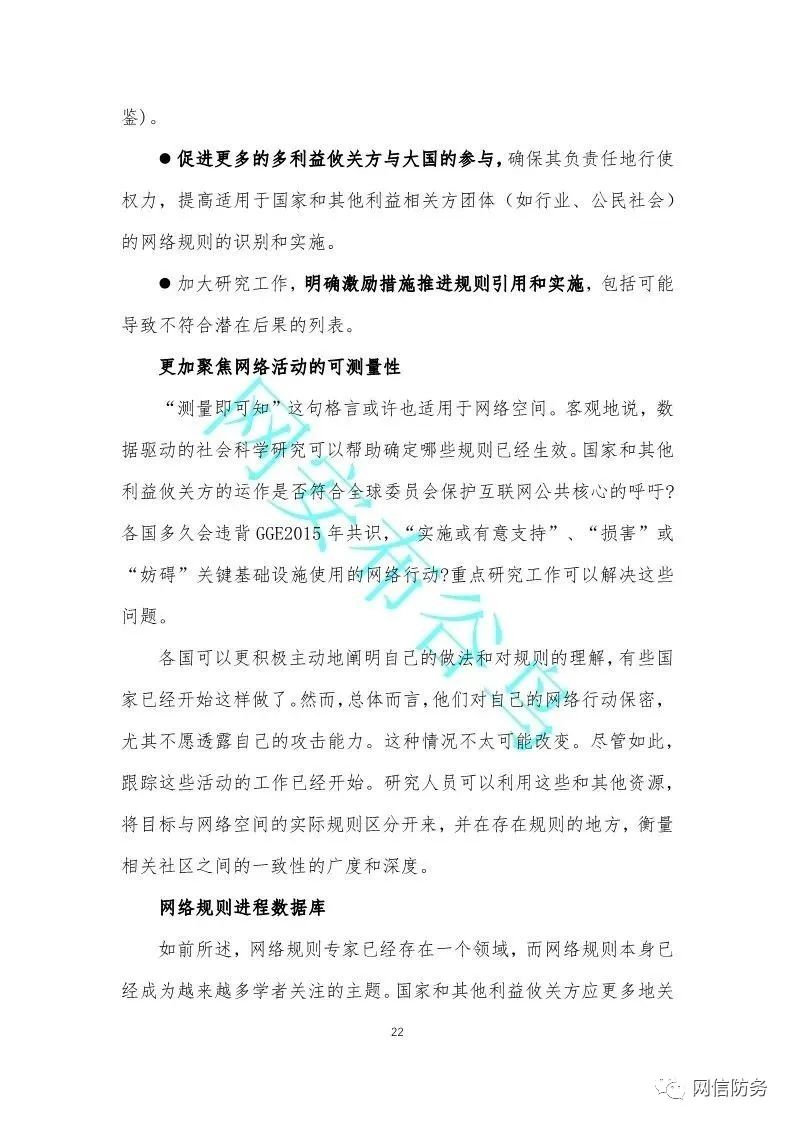 鉴)。
●促进更多的多利益攸关方与大国的参与，确保其负责任地行使
权力，提高适用于国家和其他利益相关方团体（如行业、公民社会）
的网络规则的识别和实施。
●加大研究工作，明确激励措施推进规则引用和实施，包括可能
导致不符合潜在后果的列表。
更加聚焦网络活动的可测量性
“测量即可知”这句格言或许也适用于网络空间。客观地说，数
据驱动的社会科学研究可以帮助确定哪些规则已经生效。国家和其他
利益攸关方的运作是否符合全球委员会保护互联网公共核心的呼吁?
各国多久会违背 GGE2015 年共识，“实施或有意支持”、“损害”或
“妨碍”关键基础设施使用的网络行动?重点研究工作可以解决这些
问题。
各国可以更积极主动地阐明自己的做法和对规则的理解，有些国
家已经开始这样做了。然而，总体而言，他们对自己的网络行动保密，
尤其不愿透露自己的攻击能力。这种情况不太可能改变。尽管如此，
跟踪这些活动的工作已经开始。研究人员可以利用这些和其他资源，
将目标与网络空间的实际规则区分开来，并在存在规则的地方，衡量
相关社区之间的一致性的广度和深度。
网络规则进程数据库
如前所述，网络规则专家已经存在一个领域，而网络规则本身已
经成为越来越多学者关注的主题。国家和其他利益攸关方应更多地关
22
网安布谷鸟
网信防务